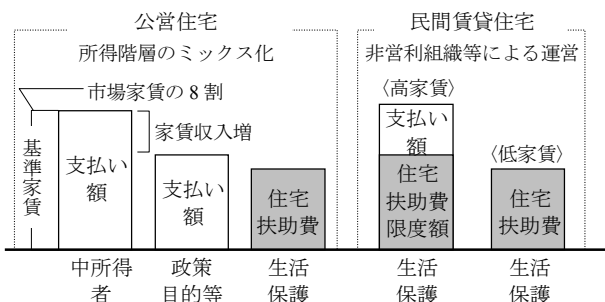 公営住宅
所得階層のミックス化
市場家賃の8割
基準家賃
支払い
額
家賃収入増
支払い
額
住宅
扶助費
中所得
者
政策
目的等
生活
保護
民間賃貸住宅
非営利組織等による運営
〈高家賃〉
支払い
額
住宅
扶助費
限度額
〈低家賃〉
住宅
扶助費
生活
保護
生活
保護